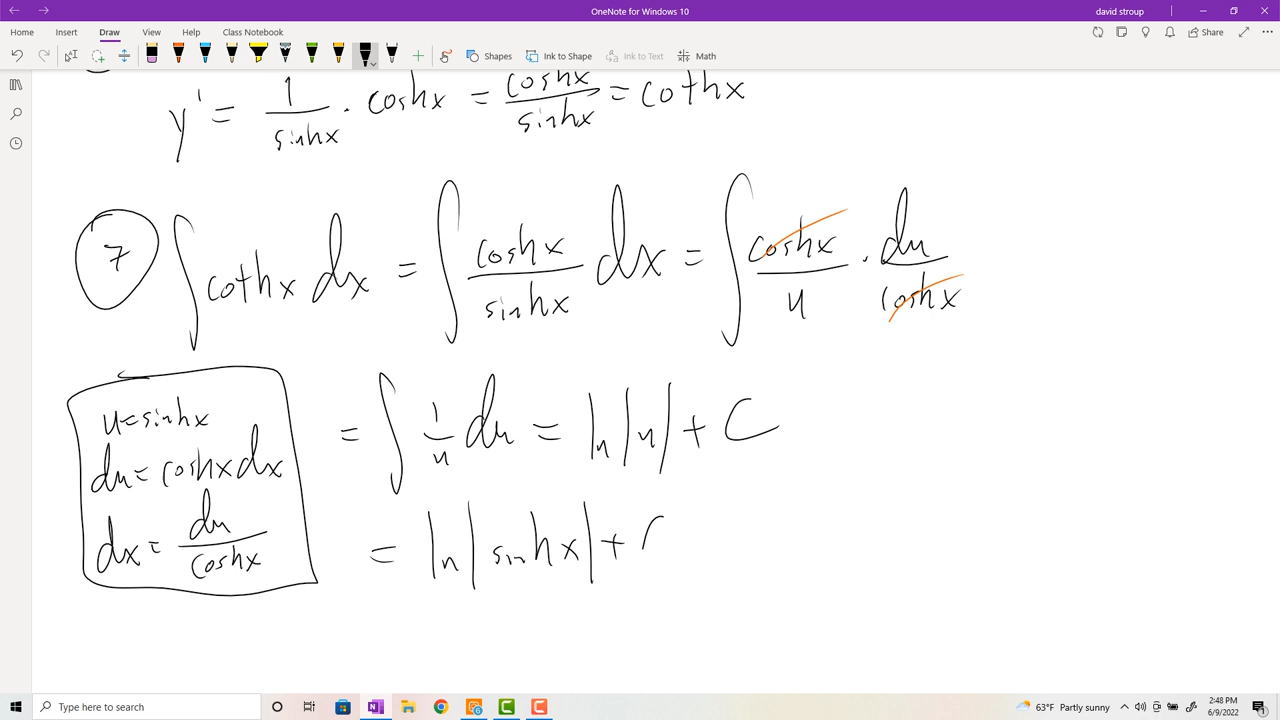 OneNote for Windows 10
david stroup
Home Insert Draw View Help Class Notebook
Share
Shapes Ink to Shape Ink to Text Math
y' = 1/sinhx · coshx = coshx/sinhx = cothx
7 ∫ cothx dx = ∫ coshx/sinhx dx = ∫ coshx/u · du/coshx
u = sinhx
du = coshx dx
dx = du/coshx
= ∫ 1/u du = ln|u| + C
= ln|sinhx| +
Type here to search
63°F Partly sunny
2:48 PM
6/9/2022